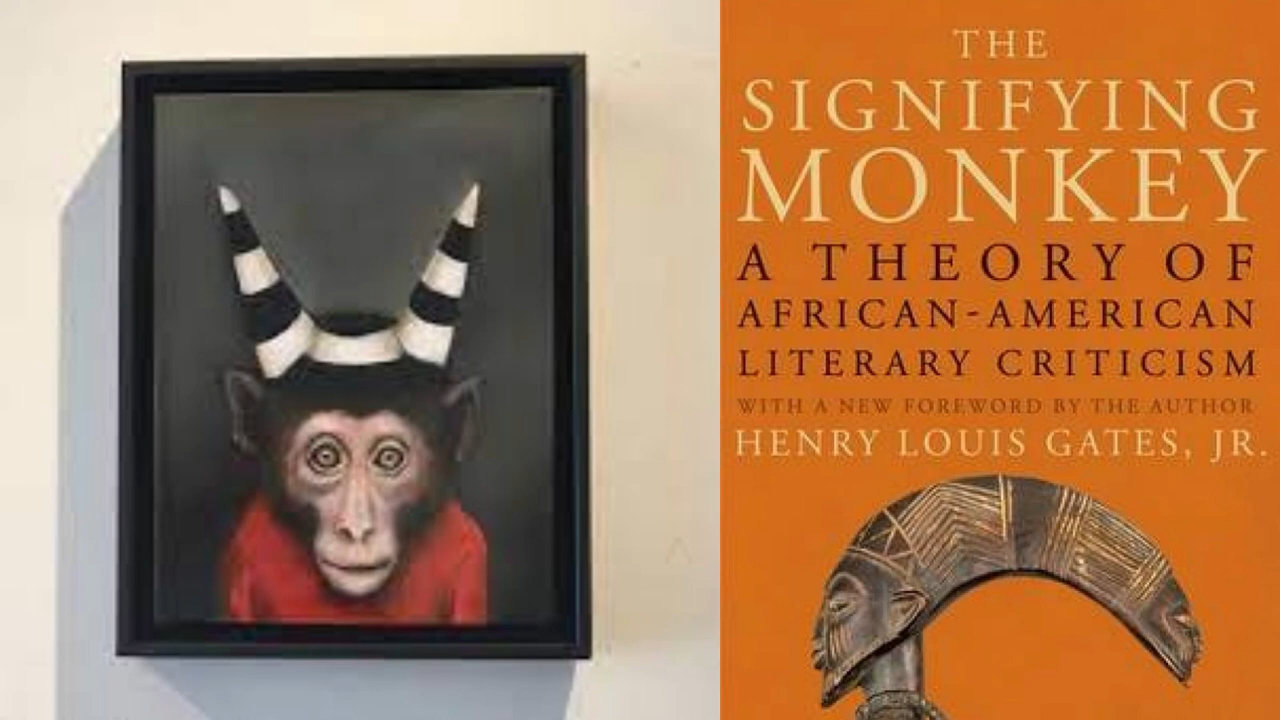 THE
SIGNIFYING
MONKEY
A THEORY OF
AFRICAN-AMERICAN
LITERARY CRITICISM
WITH A NEW FOREWORD BY THE AUTHOR
HENRY LOUIS GATES, JR.